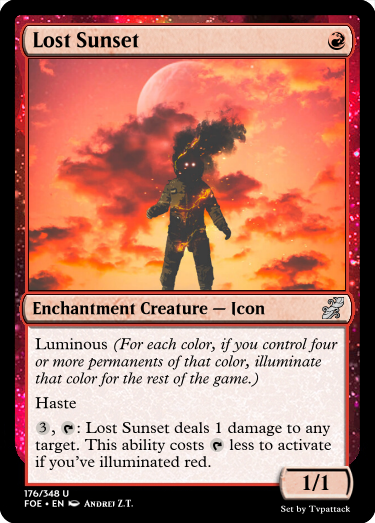 Lost Sunset
Enchantment Creature — Icon
Luminous (For each color, if you control four
or more permanents of that color, illuminate
that color for the rest of the game.)
Haste
3, : Lost Sunset deals 1 damage to any
target. This ability costs less to activate
if you've illuminated red.
1/1
176/348 U
FOE • EN Andrei Z.T.
Set by Tvpattack